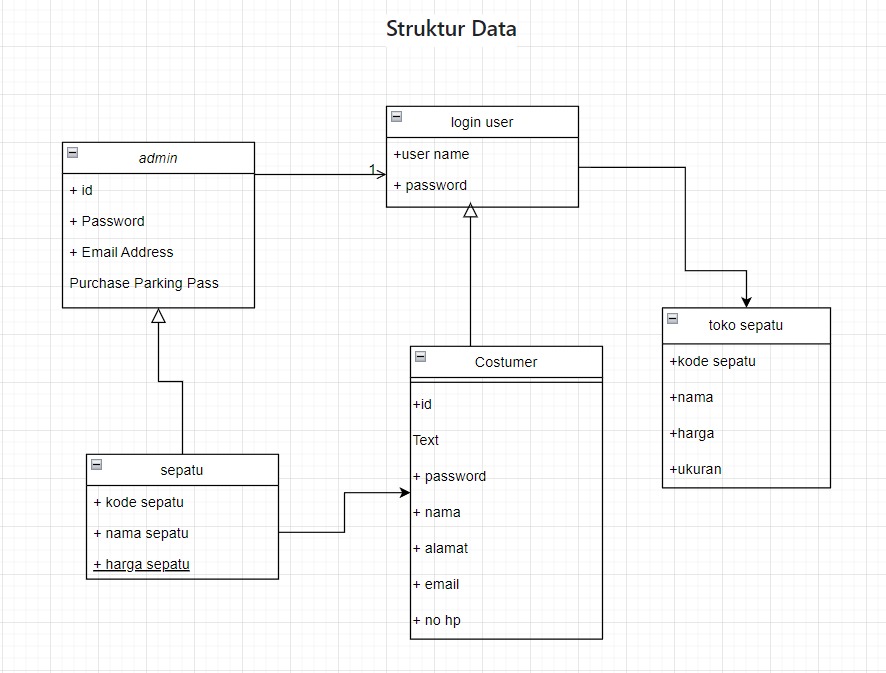 Struktur Data
login user
+user name
+ password
admin
+ id
+ Password
+ Email Address
Purchase Parking Pass
1
toko sepatu
+kode sepatu
+nama
+harga
+ukuran
Costumer
+id
Text
+ password
+ nama
+ alamat
+ email
+ no hp
sepatu
+ kode sepatu
+ nama sepatu
+ harga sepatu